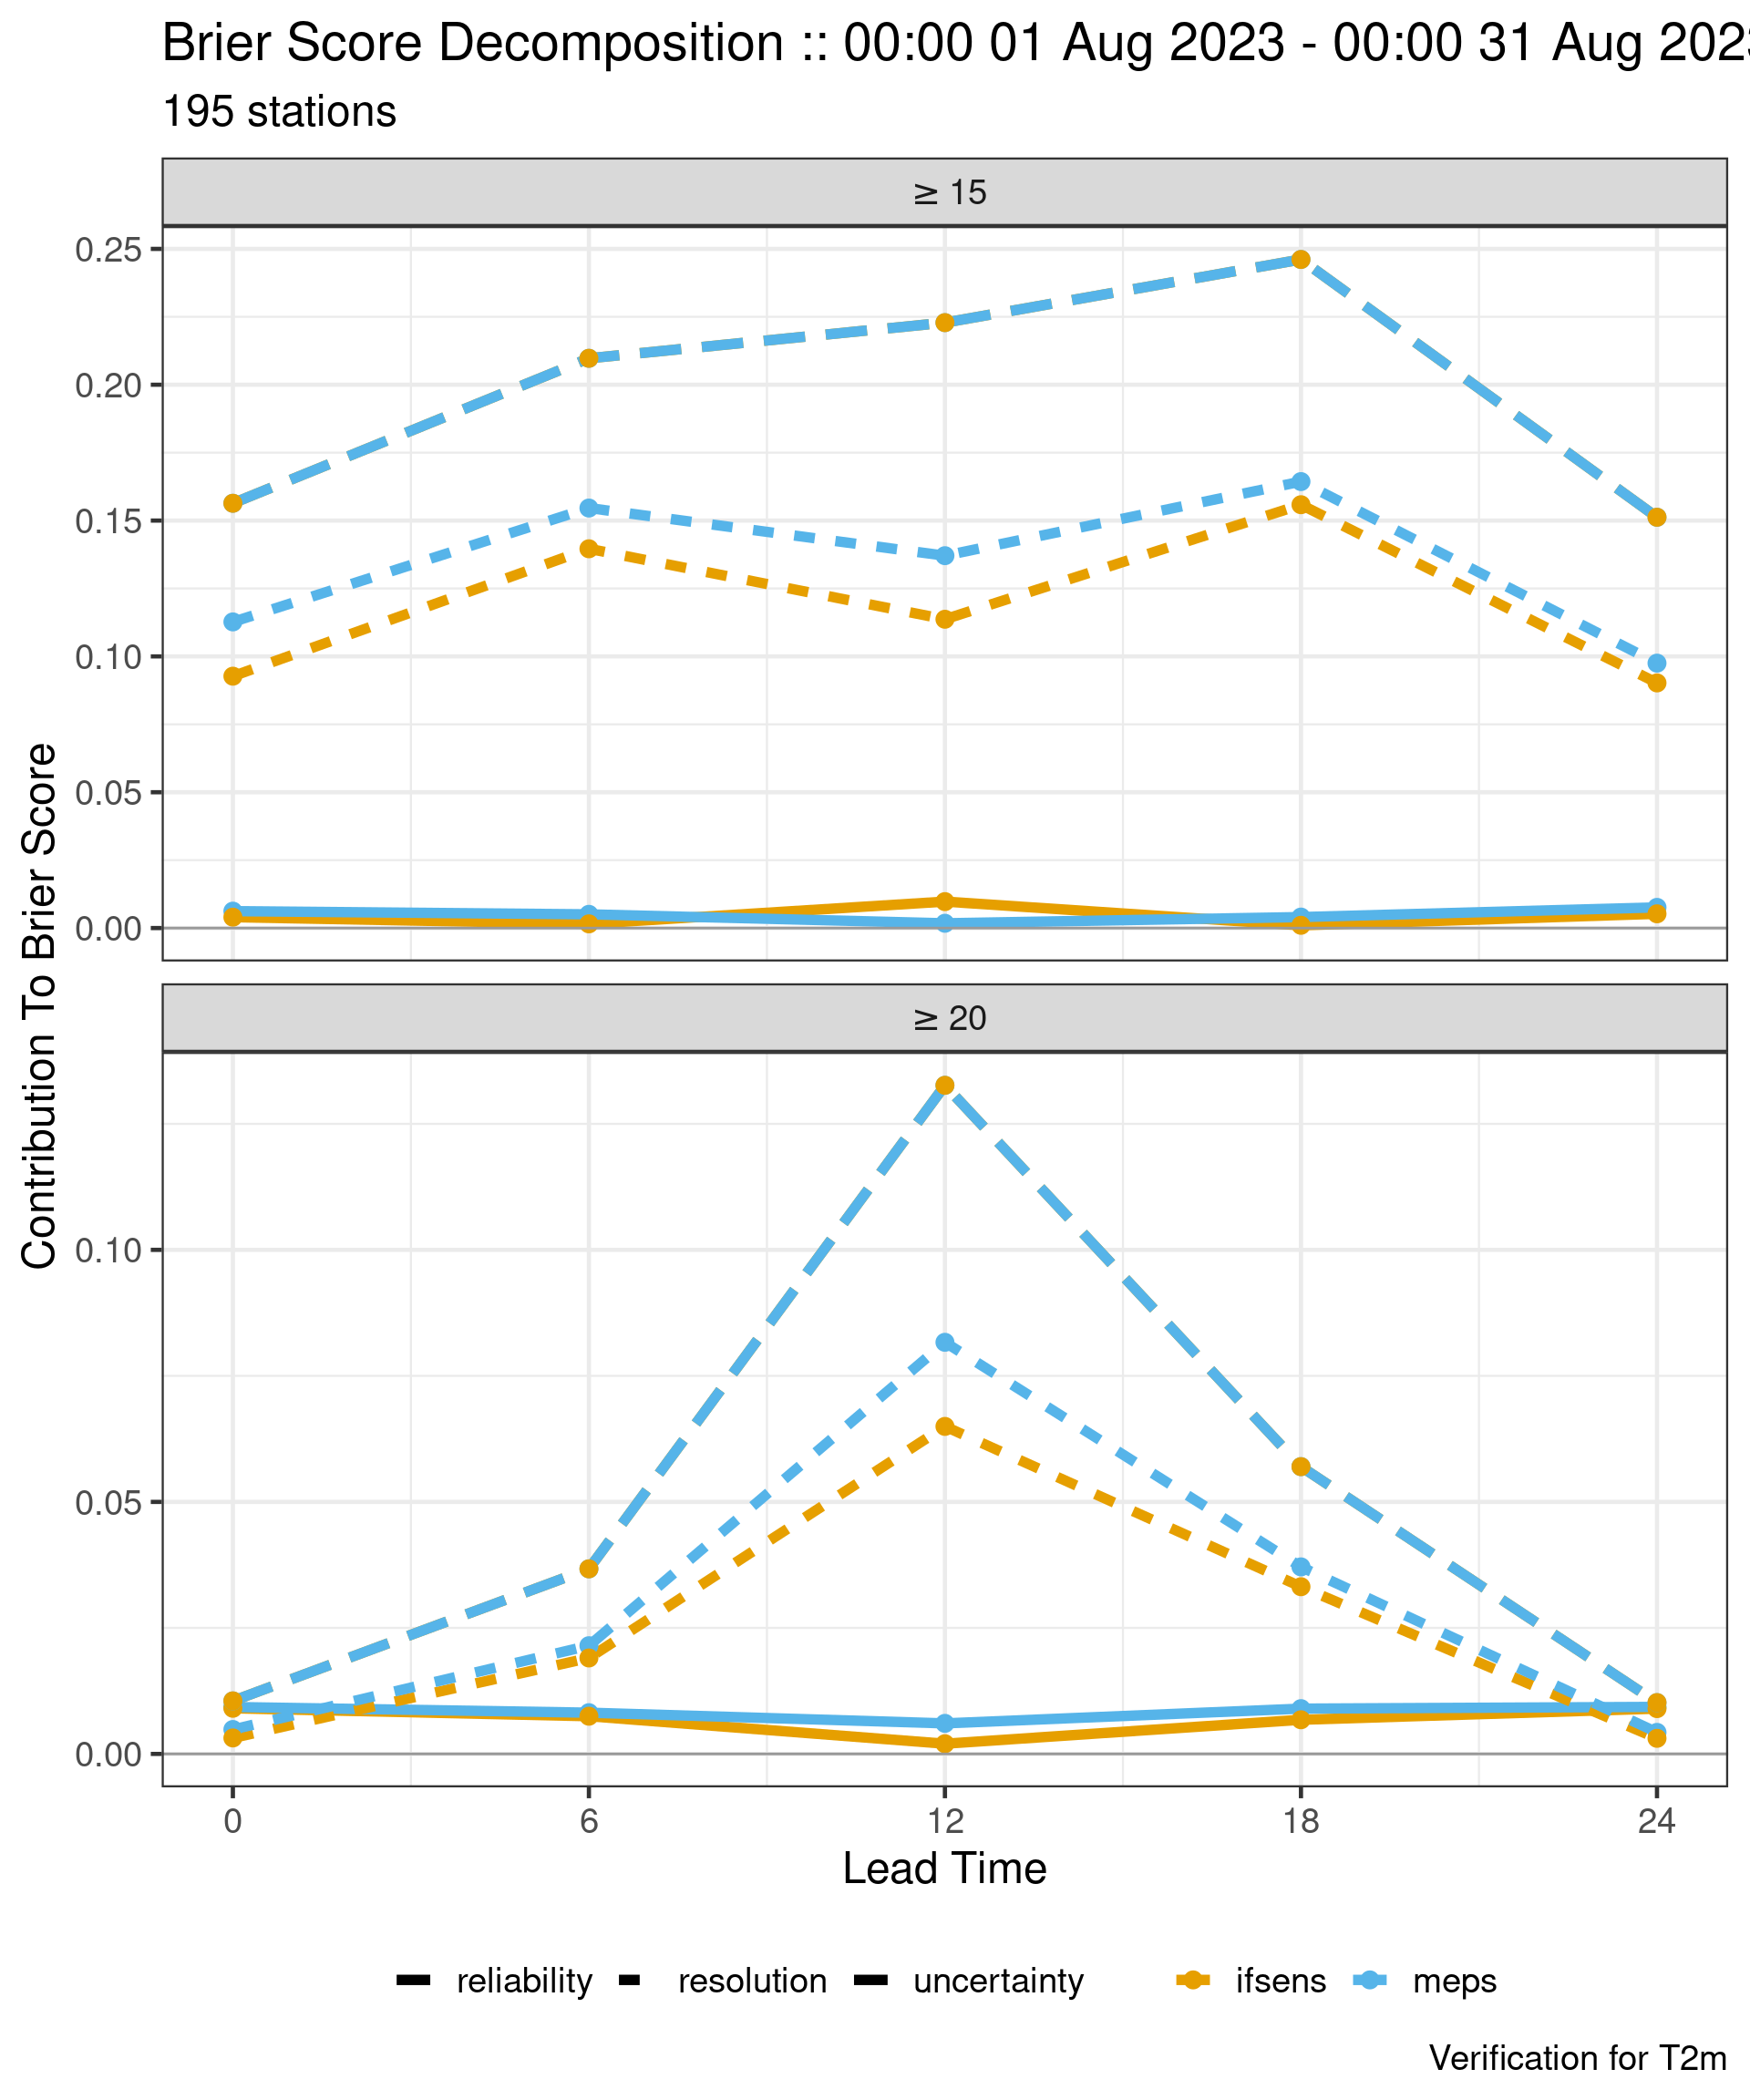 Brier Score Decomposition :: 00:00 01 Aug 2023 - 00:00 31 Aug 202
195 stations
≥ 15
0.25
0.20
0.15
0.10
0.05
0.00
Contribution To Brier Score
≥ 20
0.10
0.05
0.00
0 6 12 18 24
Lead Time
reliability resolution uncertainty ifsens meps
Verification for T2m